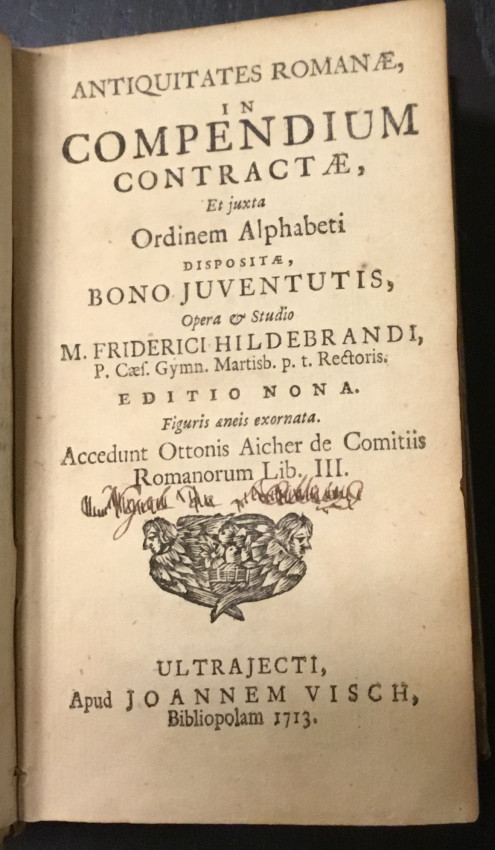 ANTIQUITATES ROMANÆ,
IN
COMPENDIUM
CONTRACTÆ,
Et juxta
Ordinem Alphabeti
DISPOSITÆ,
BONO JUVENTUTIS,
Opera & Studio
M. FRIDERICI HILDEBRANDI,
P. Cæſ. Gymn. Martisb. p. t. Rectoris.
EDITIO NONA.
Figuris æneis exornata.
Accedunt Ottonis Aicher de Comitiis
Romanorum Lib. III.
ULTRAJECTI,
Apud JOANNEM VISCH,
Bibliopolam 1713.